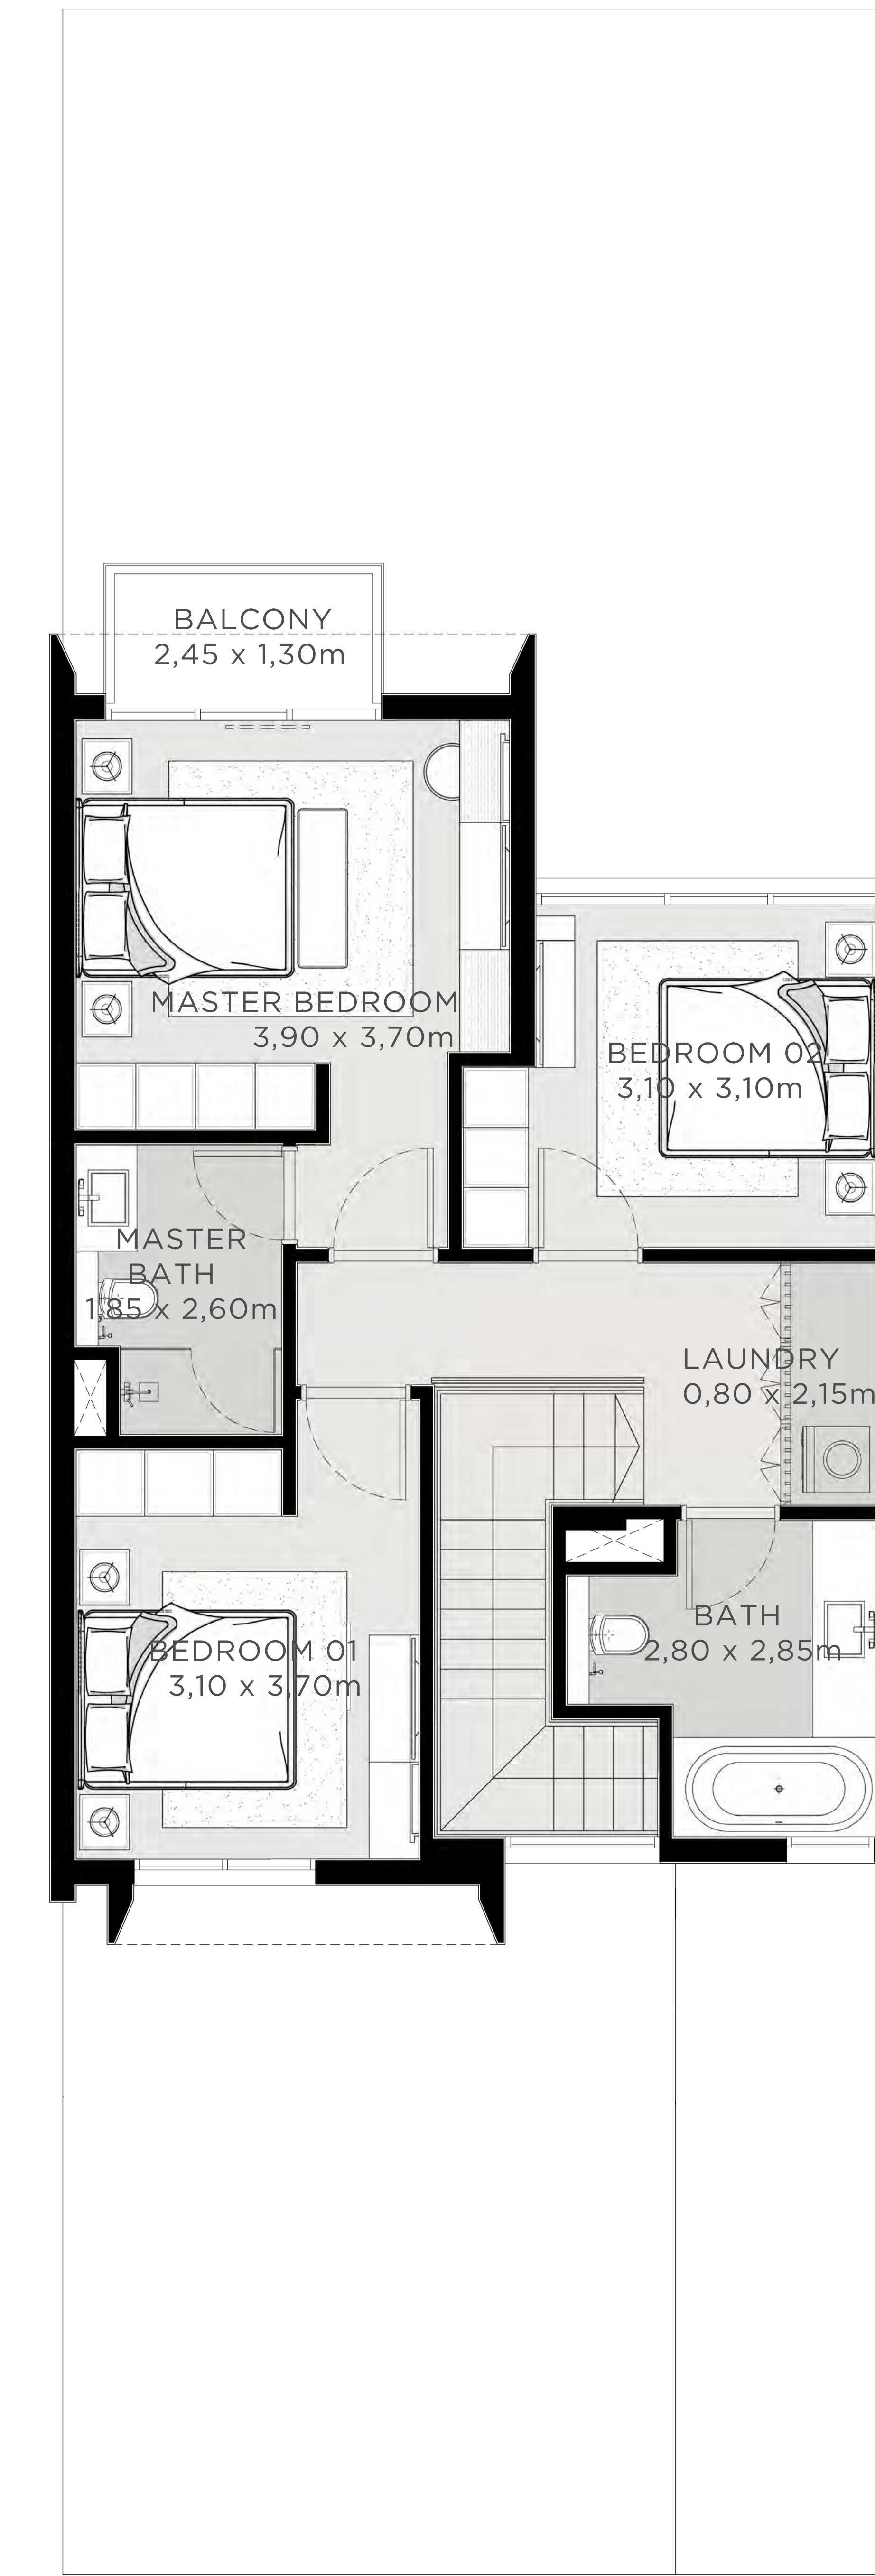 BALCONY
2,45 x 1,30m
MASTER BEDROOM
3,90 x 3,70m
BEDROOM 02
3,10 x 3,10m
MASTER
BATH
1,85 x 2,60m
LAUNDRY
0,80 x 2,15m
BATH
2,80 x 2,85m
BEDROOM 01
3,10 x 3,70m